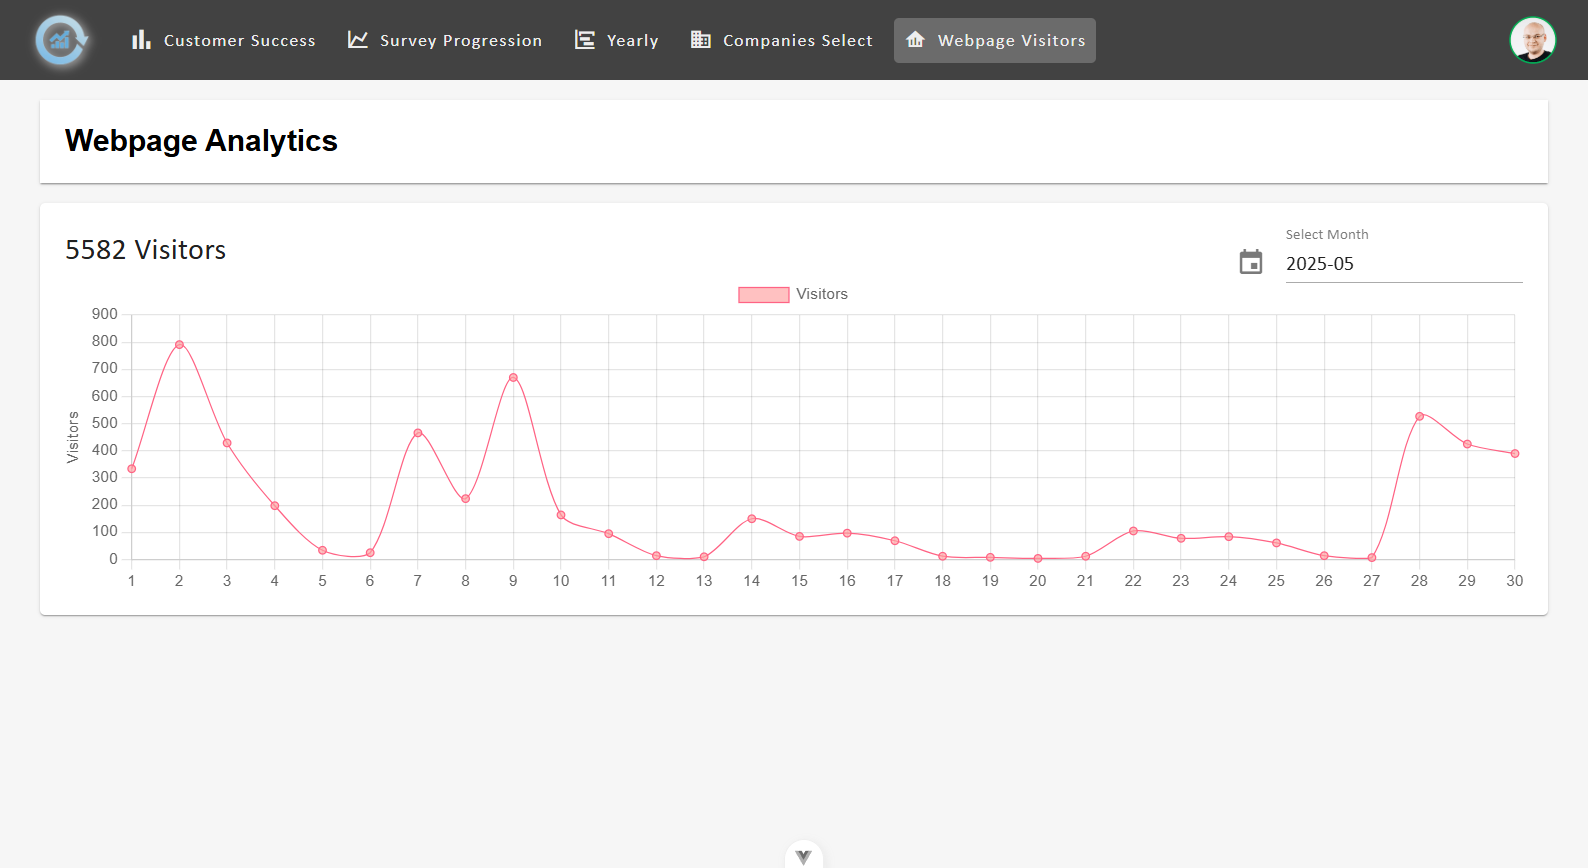 Customer Success
Survey Progression
Yearly
Companies Select
Webpage Visitors
Webpage Analytics
5582 Visitors
Select Month
2025-05
Visitors
900
800
700
600
500
400
300
200
100
0
Visitors
1 2 3 4 5 6 7 8 9 10 11 12 13 14 15 16 17 18 19 20 21 22 23 24 25 26 27 28 29 30